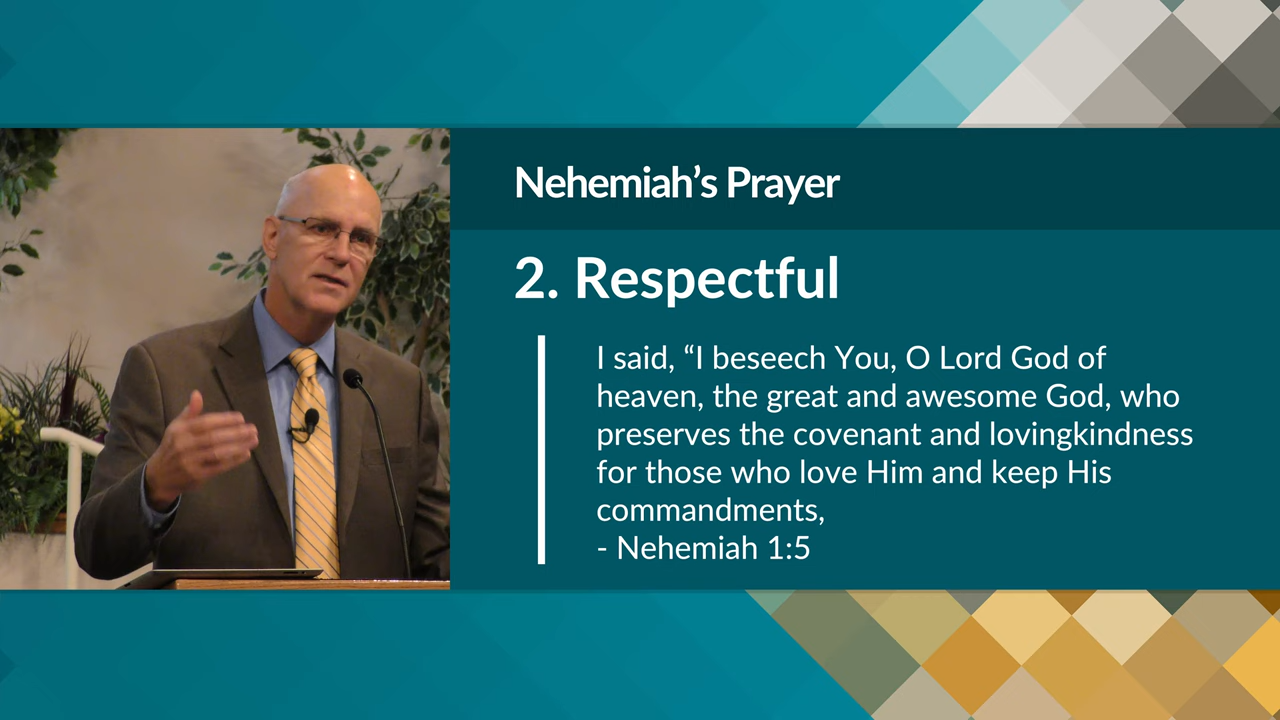 Nehemiah’s Prayer
2. Respectful
I said, “I beseech You, O Lord God of
heaven, the great and awesome God, who
preserves the covenant and lovingkindness
for those who love Him and keep His
commandments,
- Nehemiah 1:5